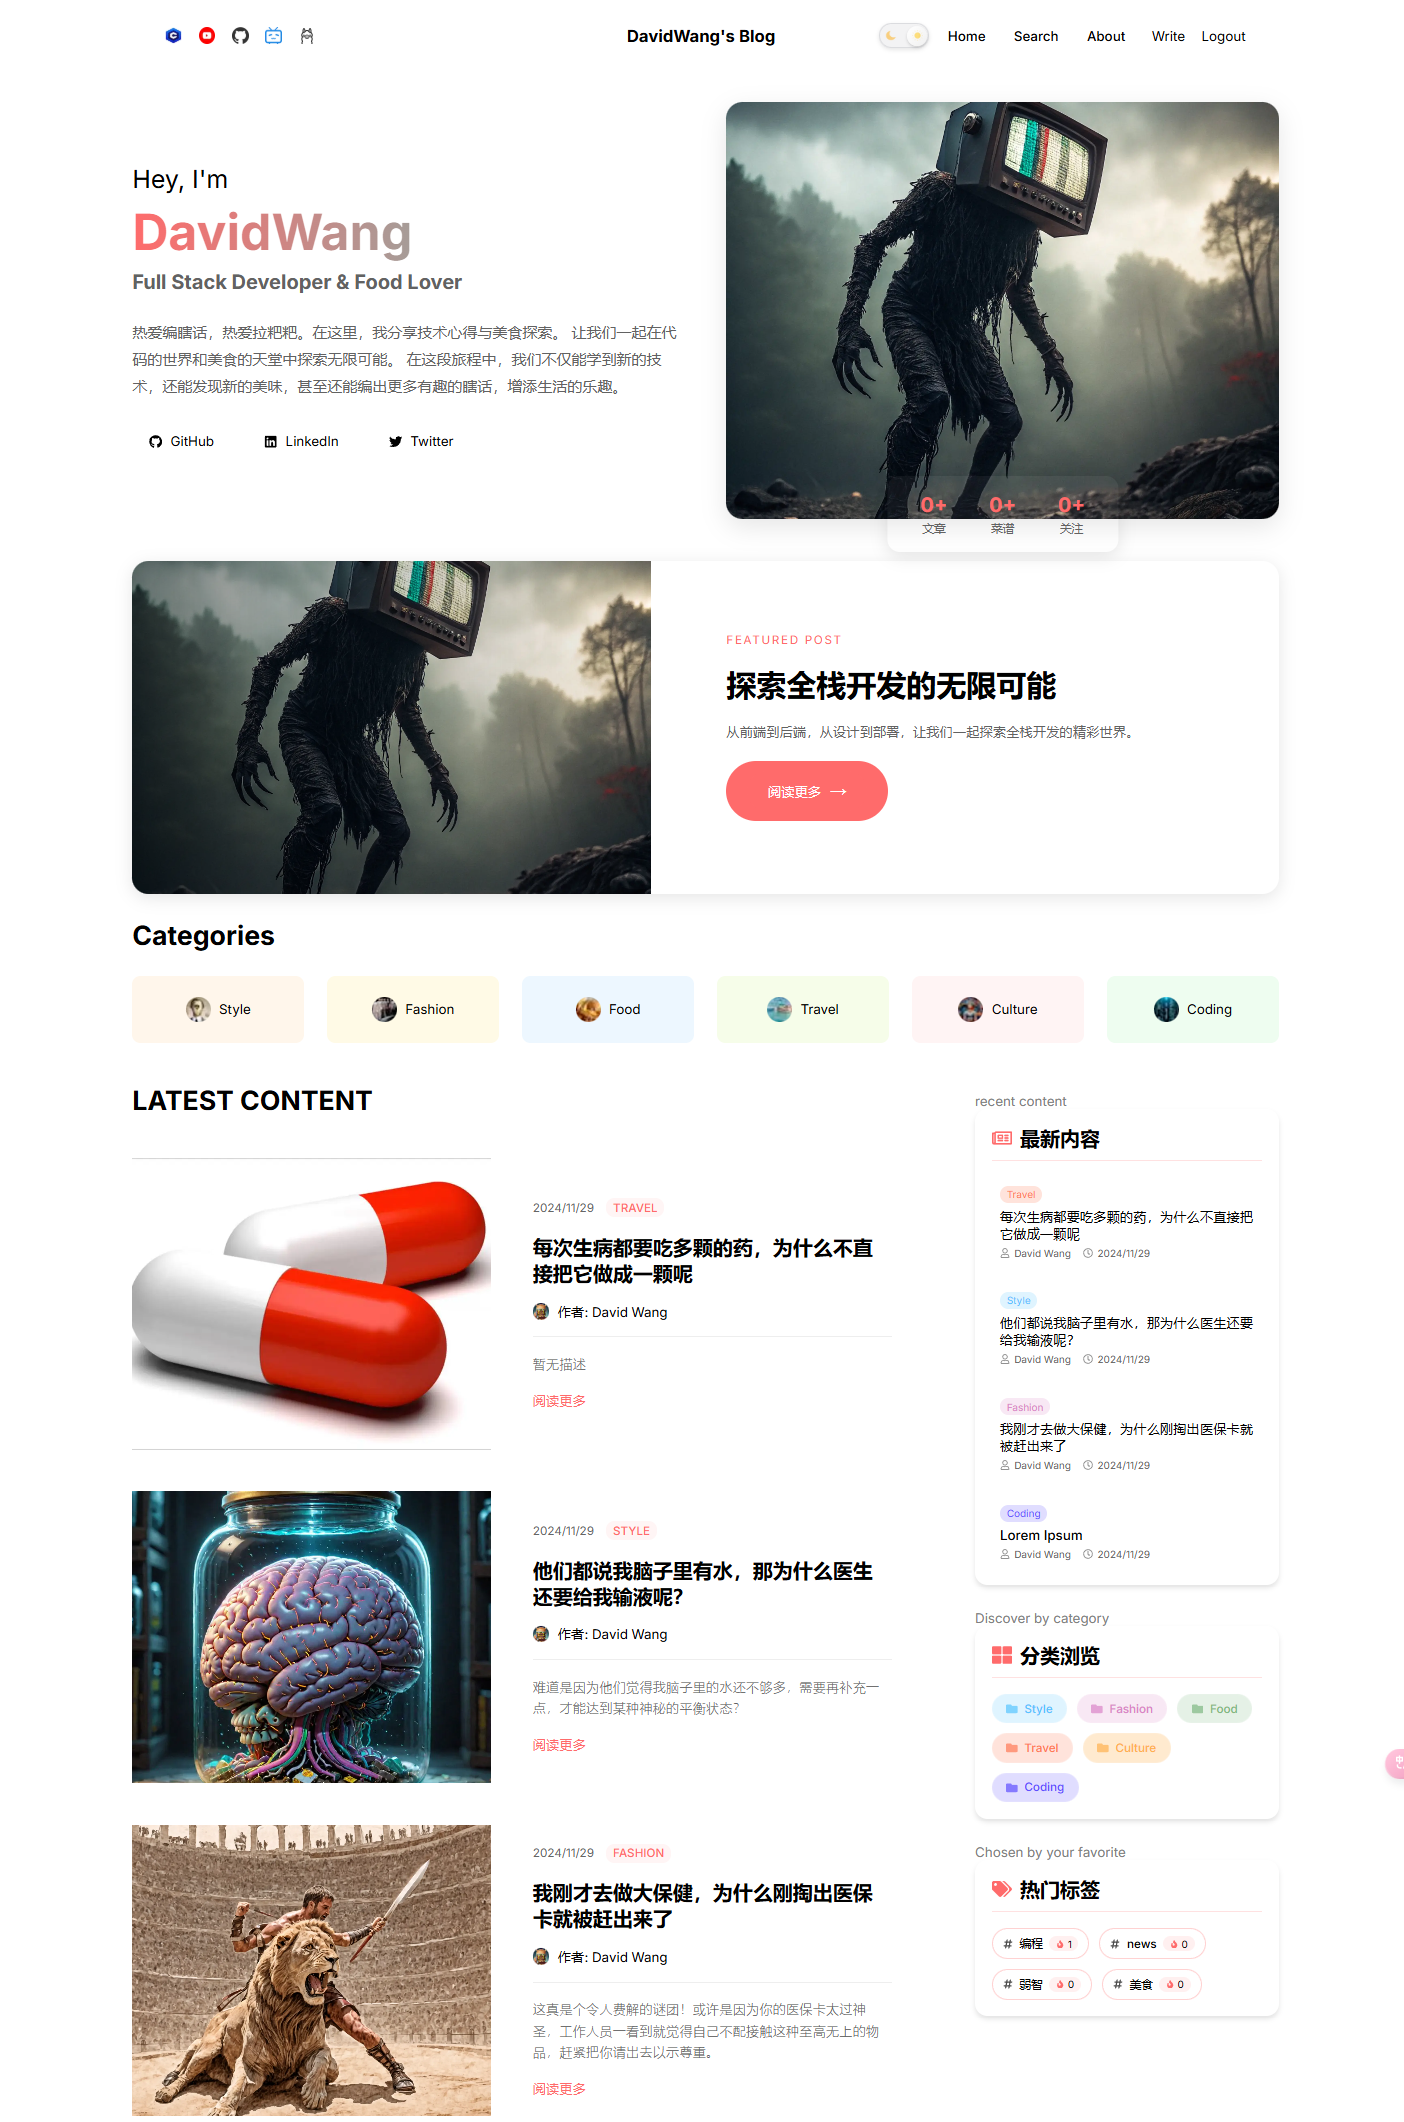 DavidWang's Blog
Home Search About Write Logout
Hey, I'm
DavidWang
Full Stack Developer & Food Lover
热爱编瞎话，热爱拉粑粑。在这里，我分享技术心得与美食探索。 让我们一起在代
码的世界和美食的天堂中探索无限可能。 在这段旅程中，我们不仅能学到新的技
术，还能发现新的美味，甚至还能编出更多有趣的瞎话，增添生活的乐趣。
GitHub LinkedIn Twitter
0+ 0+ 0+
文章 菜谱 关注
FEATURED POST
探索全栈开发的无限可能
从前端到后端，从设计到部署，让我们一起探索全栈开发的精彩世界。
阅读更多 →
Categories
Style Fashion Food Travel Culture Coding
LATEST CONTENT
2024/11/29 TRAVEL
每次生病都要吃多颗的药，为什么不直
接把它做成一颗呢
作者: David Wang
暂无描述
阅读更多
2024/11/29 STYLE
他们都说我脑子里有水，那为什么医生
还要给我输液呢？
作者: David Wang
难道是因为他们觉得我脑子里的水还不够多，需要再补充一
点，才能达到某种神秘的平衡状态？
阅读更多
2024/11/29 FASHION
我刚才去做大保健，为什么刚掏出医保
卡就被赶出来了
作者: David Wang
这真是个令人费解的谜团！或许是因为你的医保卡太过神
圣，工作人员一看到就觉得自己不配接触这种至高无上的物
品，赶紧把你请出去以示尊重。
阅读更多
recent content
最新内容
Travel
每次生病都要吃多颗的药，为什么不直接把
它做成一颗呢
David Wang 2024/11/29
Style
他们都说我脑子里有水，那为什么医生还要
给我输液呢？
David Wang 2024/11/29
Fashion
我刚才去做大保健，为什么刚掏出医保卡就
被赶出来了
David Wang 2024/11/29
Coding
Lorem Ipsum
David Wang 2024/11/29
Discover by category
分类浏览
Style Fashion Food
Travel Culture
Coding
Chosen by your favorite
热门标签
# 编程 1 # news 0
# 弱智 0 # 美食 0